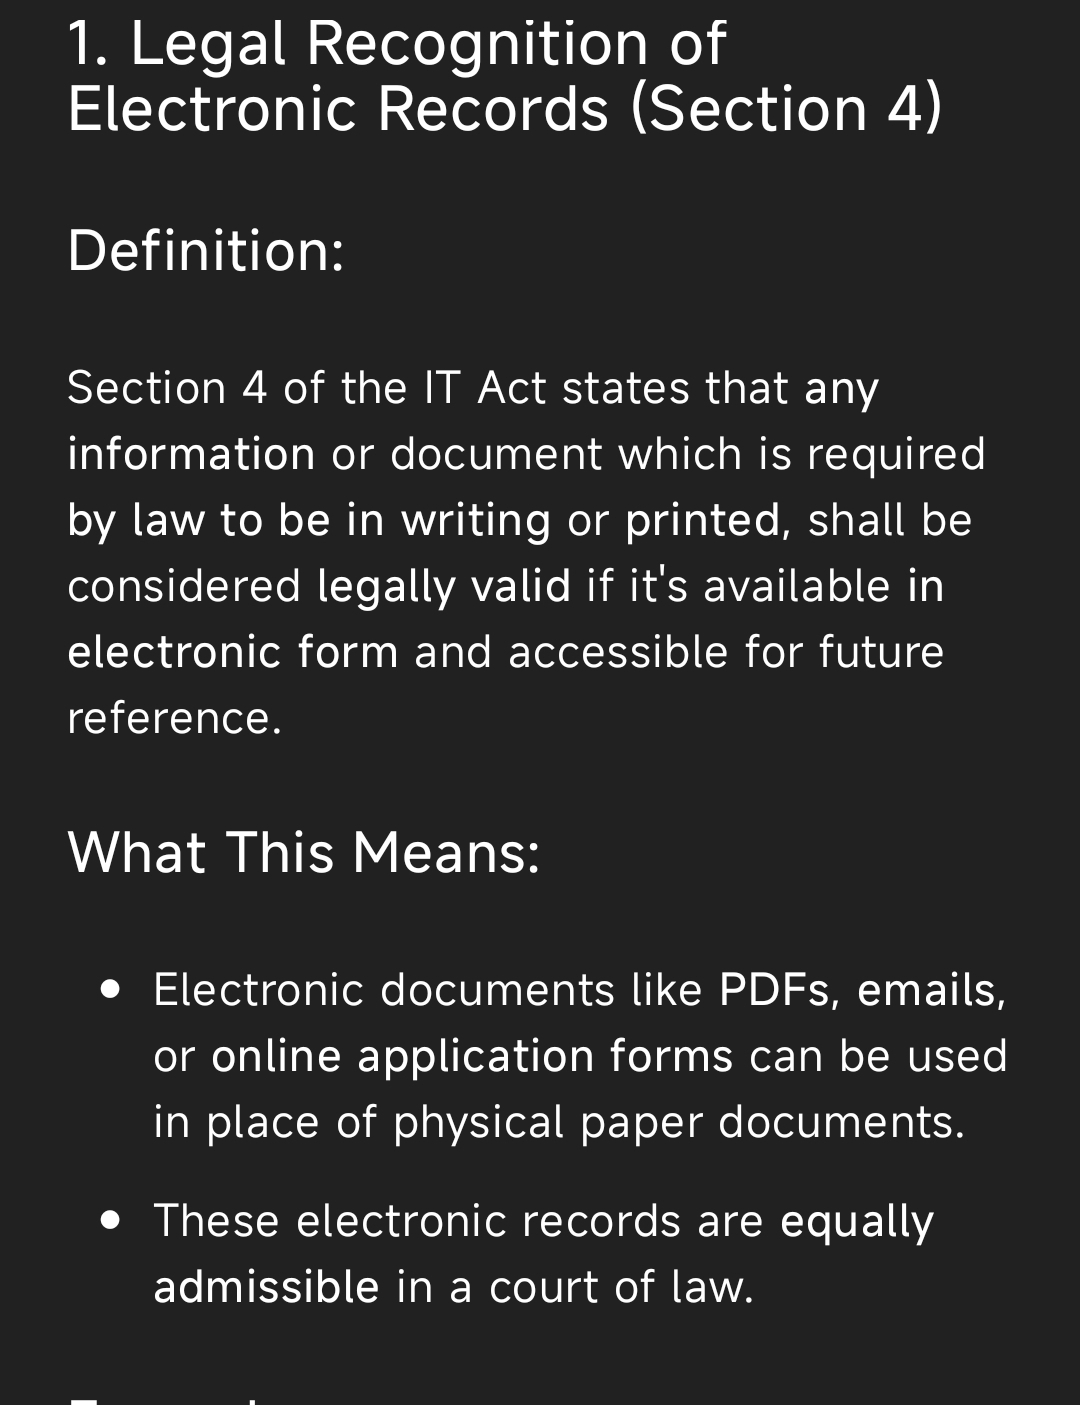 1. Legal Recognition of
Electronic Records (Section 4)
Definition:
Section 4 of the IT Act states that any
information or document which is required
by law to be in writing or printed, shall be
considered legally valid if it's available in
electronic form and accessible for future
reference.
What This Means:
• Electronic documents like PDFs, emails,
or online application forms can be used
in place of physical paper documents.
• These electronic records are equally
admissible in a court of law.